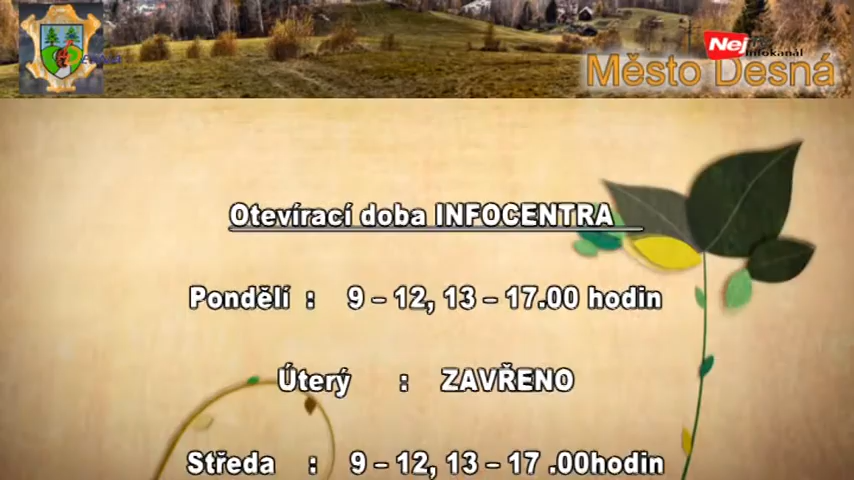 Nej
infokanál
Město Desná
Otevírací doba INFOCENTRA
Pondělí : 9 – 12, 13 – 17.00 hodin
Úterý : ZAVŘENO
Středa : 9 – 12, 13 – 17 .00hodin